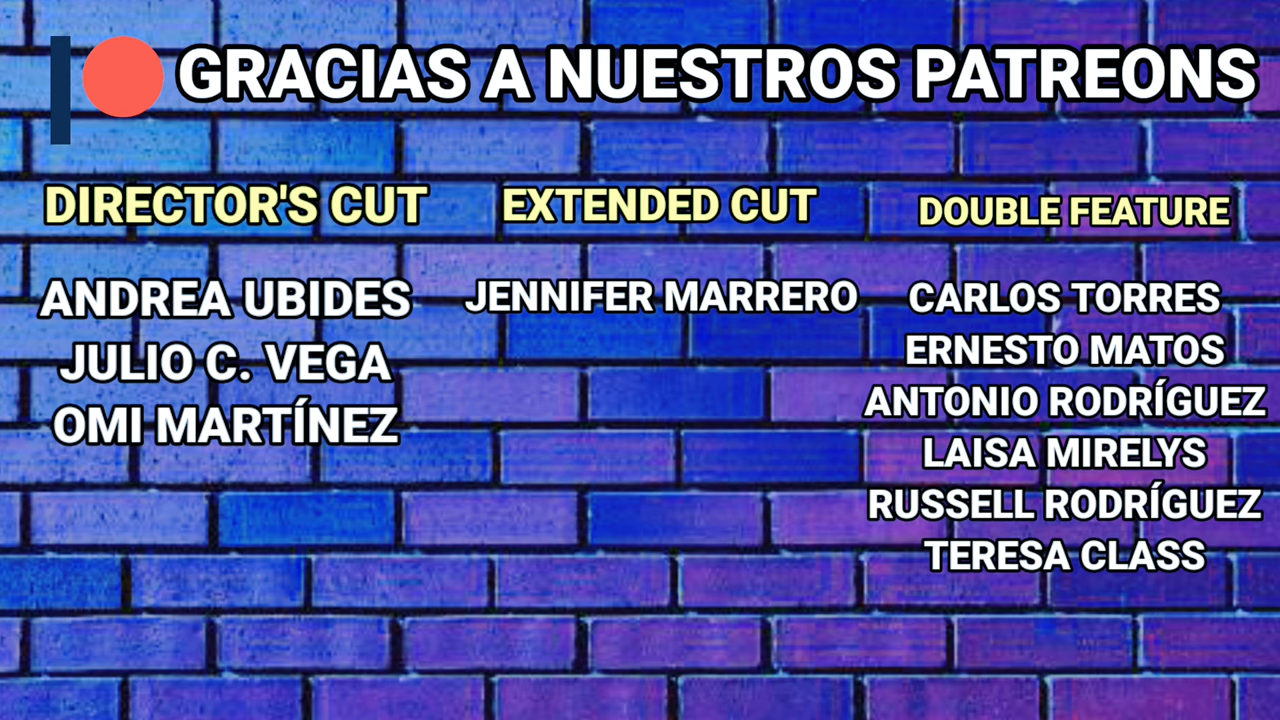 GRACIAS A NUESTROS PATREONS
DIRECTOR'S CUT
ANDREA UBIDES
JULIO C. VEGA
OMI MARTÍNEZ
EXTENDED CUT
JENNIFER MARRERO
DOUBLE FEATURE
CARLOS TORRES
ERNESTO MATOS
ANTONIO RODRÍGUEZ
LAISA MIRELYS
RUSSELL RODRÍGUEZ
TERESA CLASS